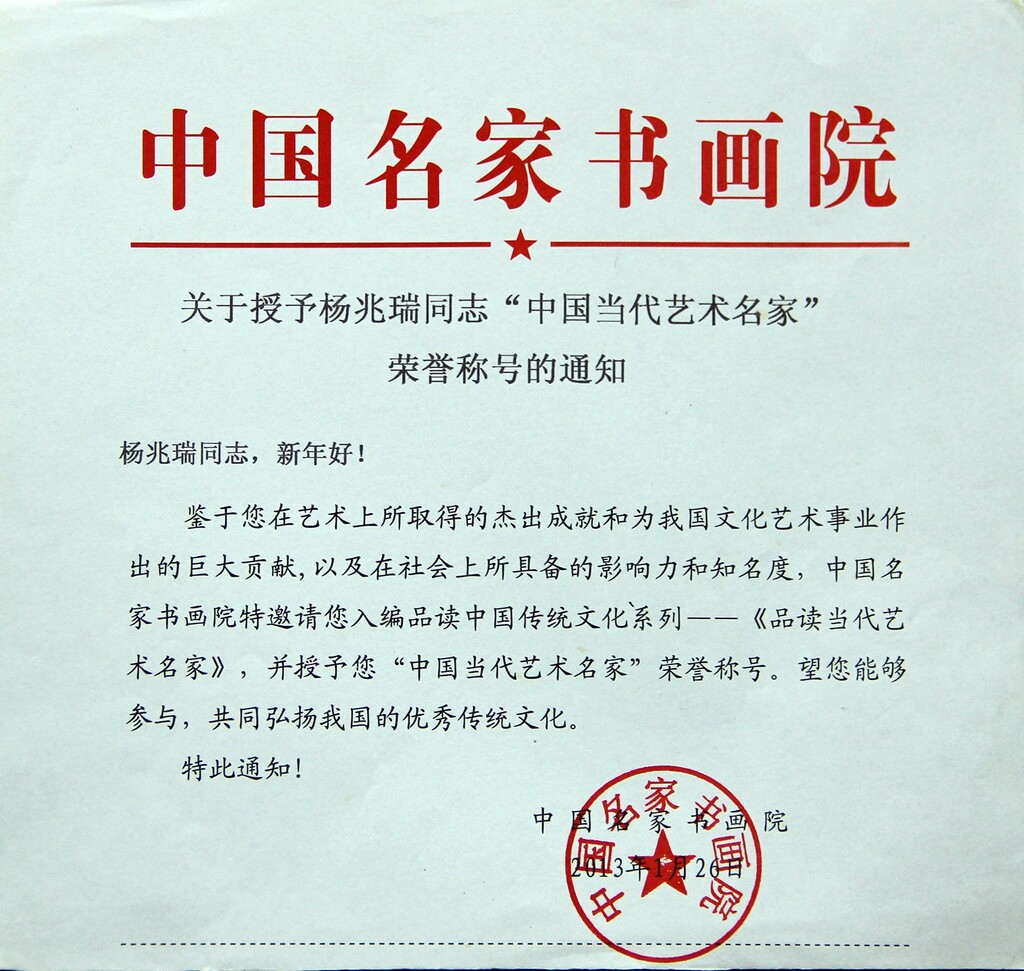 中国名家书画院
关于授予杨兆瑞同志“中国当代艺术名家”
荣誉称号的通知
杨兆瑞同志，新年好！
鉴于您在艺术上所取得的杰出成就和为我国文化艺术事业作
出的巨大贡献，以及在社会上所具备的影响力和知名度，中国名
家书画院特邀请您入编品读中国传统文化系列——《品读当代艺
术名家》，并授予您“中国当代艺术名家”荣誉称号。望您能够
参与，共同弘扬我国的优秀传统文化。
特此通知！
中国名家书画院
2013年1月26日
中国名家书画院